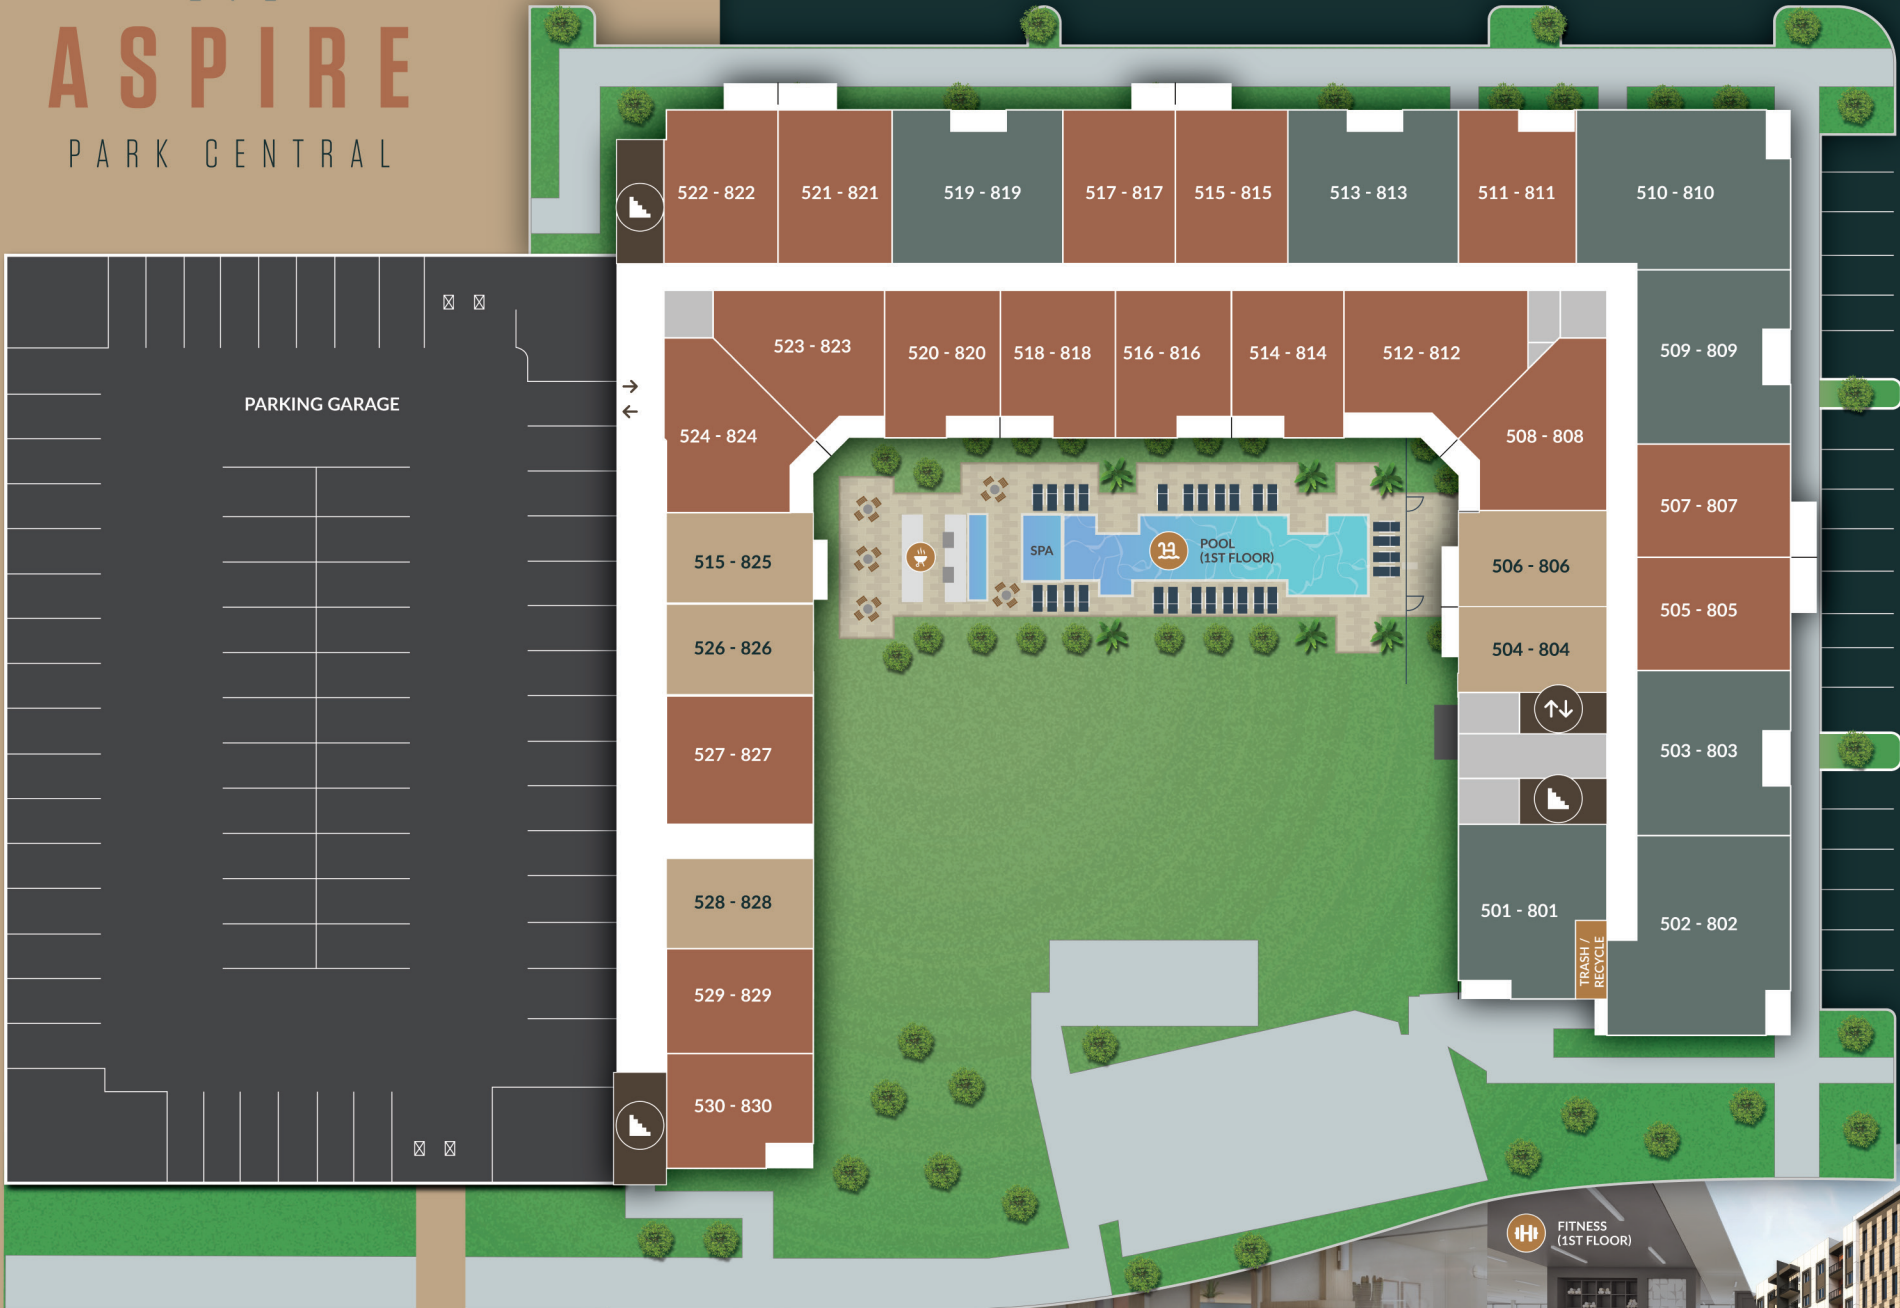 ASPIRE
PARK CENTRAL
522 - 822
521 - 821
519 - 819
517 - 817
515 - 815
513 - 813
511 - 811
510 - 810
523 - 823
520 - 820
518 - 818
516 - 816
514 - 814
512 - 812
509 - 809
PARKING GARAGE
524 - 824
508 - 808
507 - 807
515 - 825
SPA
POOL
(1ST FLOOR)
506 - 806
505 - 805
526 - 826
504 - 804
527 - 827
503 - 803
528 - 828
501 - 801
502 - 802
TRASH /
RECYCLE
529 - 829
530 - 830
FITNESS
(1ST FLOOR)